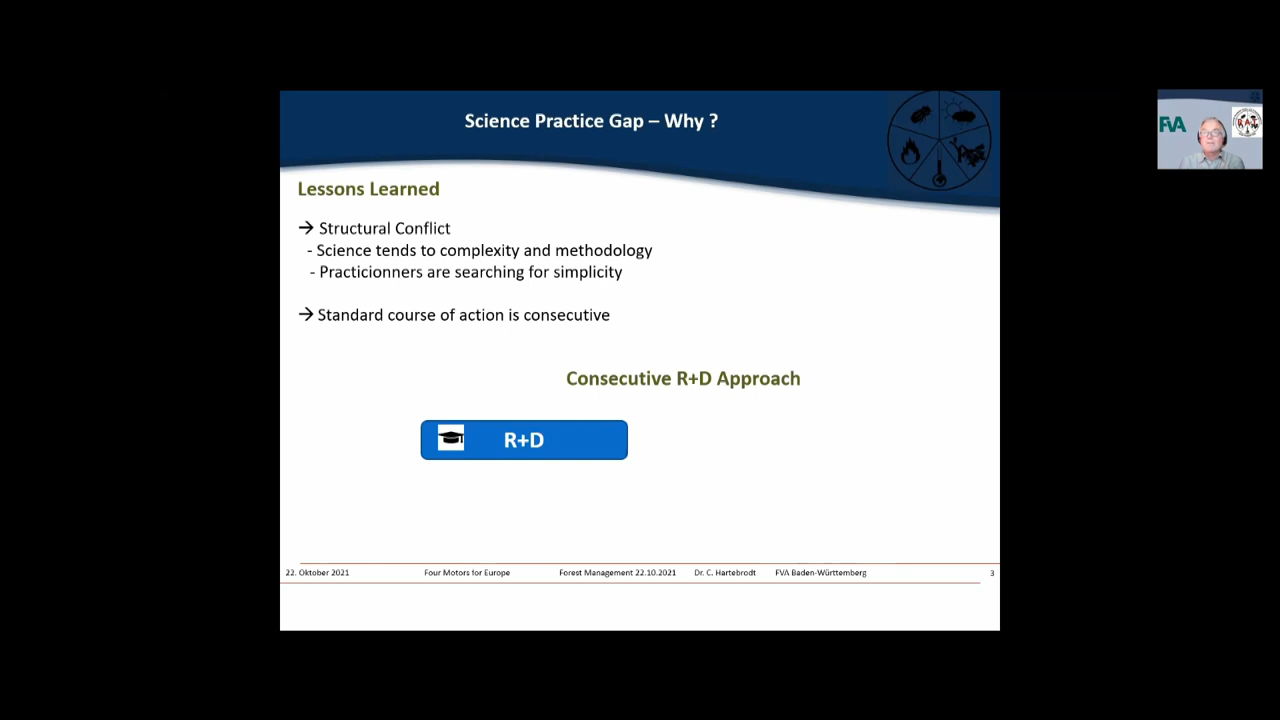 Science Practice Gap – Why ?
FVA
Lessons Learned
→ Structural Conflict
- Science tends to complexity and methodology
- Practicionners are searching for simplicity
→ Standard course of action is consecutive
Consecutive R+D Approach
R+D
22. Oktober 2021 Four Motors for Europe Forest Management 22.10.2021 Dr. C. Hartebrodt FVA Baden-Württemberg 3